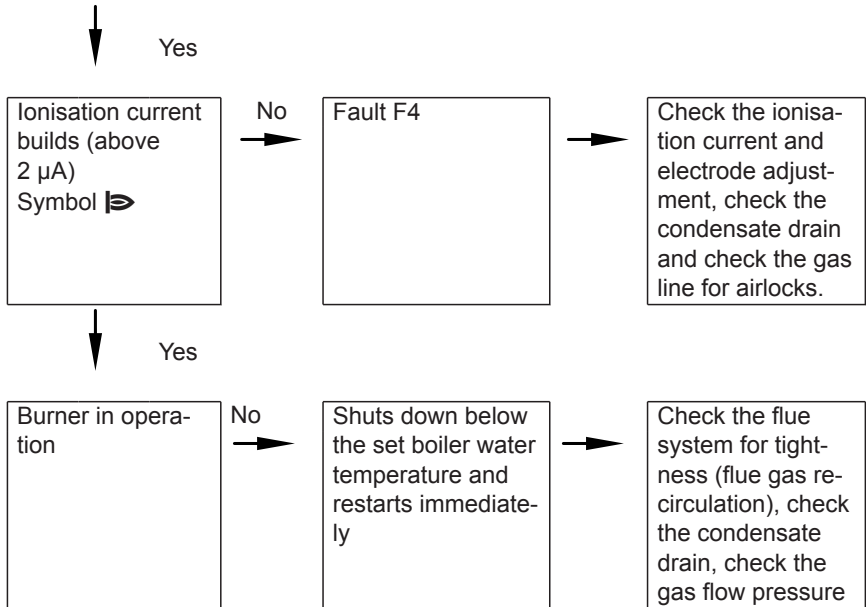 Yes
Ionisation current
builds (above
2 µA)
Symbol
No
Fault F4
Check the ionisa-
tion current and
electrode adjust-
ment, check the
condensate drain
and check the gas
line for airlocks.
Yes
Burner in opera-
tion
No
Shuts down below
the set boiler water
temperature and
restarts immediate-
ly
Check the flue
system for tight-
ness (flue gas re-
circulation), check
the condensate
drain, check the
gas flow pressure